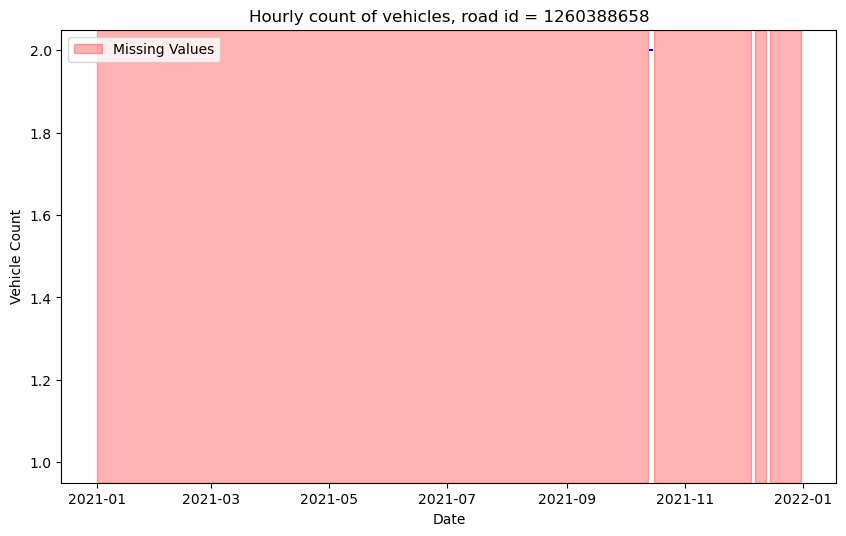 Hourly count of vehicles, road id = 1260388658
Missing Values
2.0
1.8
1.6
1.4
1.2
1.0
Vehicle Count
2021-01 2021-03 2021-05 2021-07 2021-09 2021-11 2022-01
Date